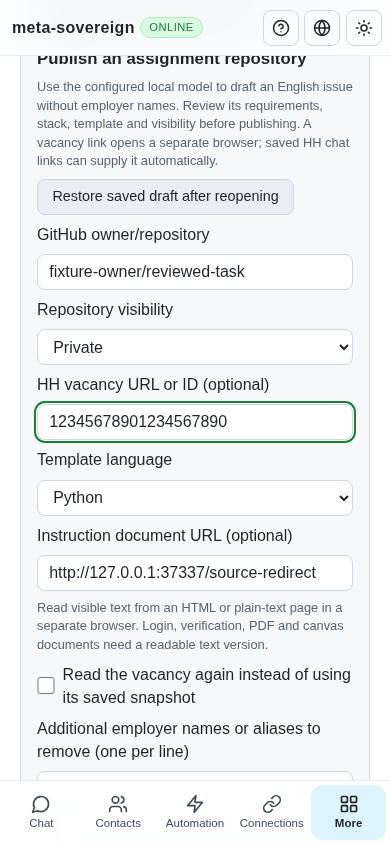 meta-sovereign ONLINE
Publish an assignment repository
Use the configured local model to draft an English issue
without employer names. Review its requirements,
stack, template and visibility before publishing. A
vacancy link opens a separate browser; saved HH chat
links can supply it automatically.
Restore saved draft after reopening
GitHub owner/repository
fixture-owner/reviewed-task
Repository visibility
Private
HH vacancy URL or ID (optional)
12345678901234567890
Template language
Python
Instruction document URL (optional)
http://127.0.0.1:37337/source-redirect
Read visible text from an HTML or plain-text page in a
separate browser. Login, verification, PDF and canvas
documents need a readable text version.
Read the vacancy again instead of using
its saved snapshot
Additional employer names or aliases to
remove (one per line)
Chat Contacts Automation Connections More